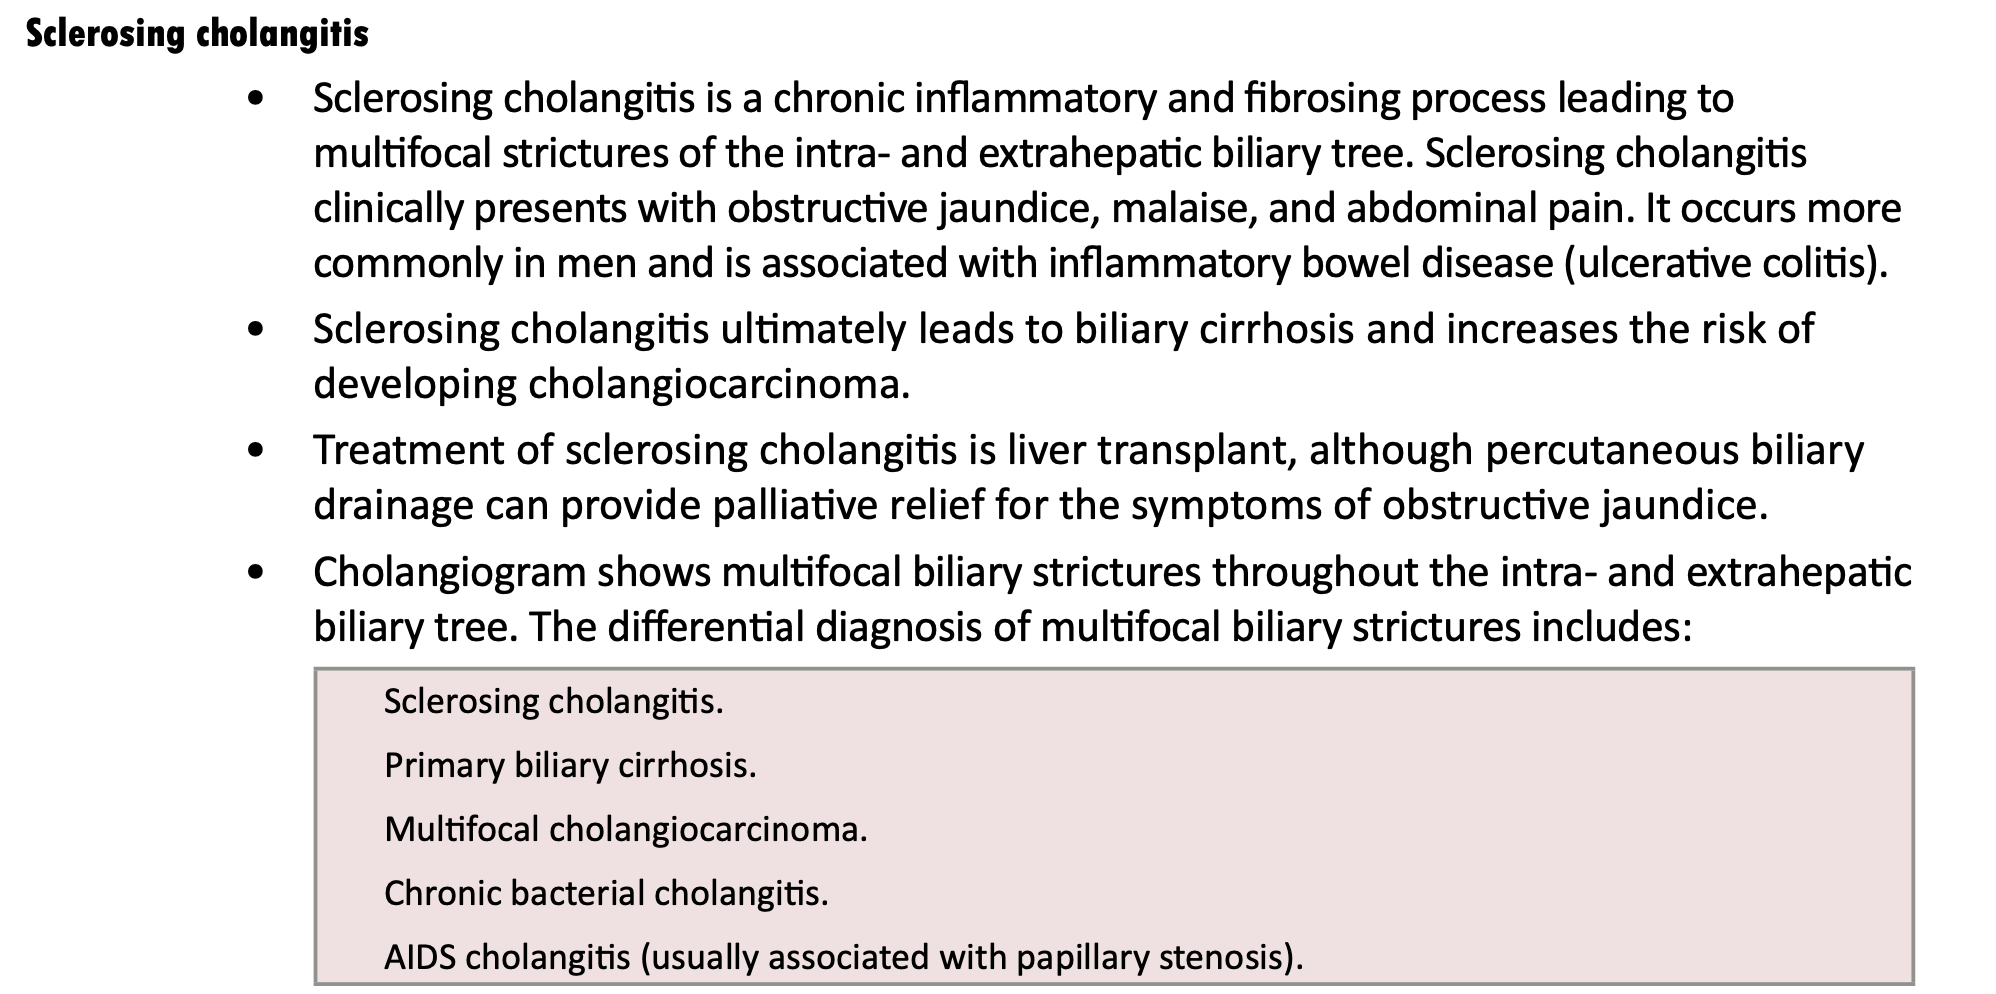 Sclerosing cholangitis
• Sclerosing cholangitis is a chronic inflammatory and fibrosing process leading to
multifocal strictures of the intra- and extrahepatic biliary tree. Sclerosing cholangitis
clinically presents with obstructive jaundice, malaise, and abdominal pain. It occurs more
commonly in men and is associated with inflammatory bowel disease (ulcerative colitis).
• Sclerosing cholangitis ultimately leads to biliary cirrhosis and increases the risk of
developing cholangiocarcinoma.
• Treatment of sclerosing cholangitis is liver transplant, although percutaneous biliary
drainage can provide palliative relief for the symptoms of obstructive jaundice.
• Cholangiogram shows multifocal biliary strictures throughout the intra- and extrahepatic
biliary tree. The differential diagnosis of multifocal biliary strictures includes:
Sclerosing cholangitis.
Primary biliary cirrhosis.
Multifocal cholangiocarcinoma.
Chronic bacterial cholangitis.
AIDS cholangitis (usually associated with papillary stenosis).